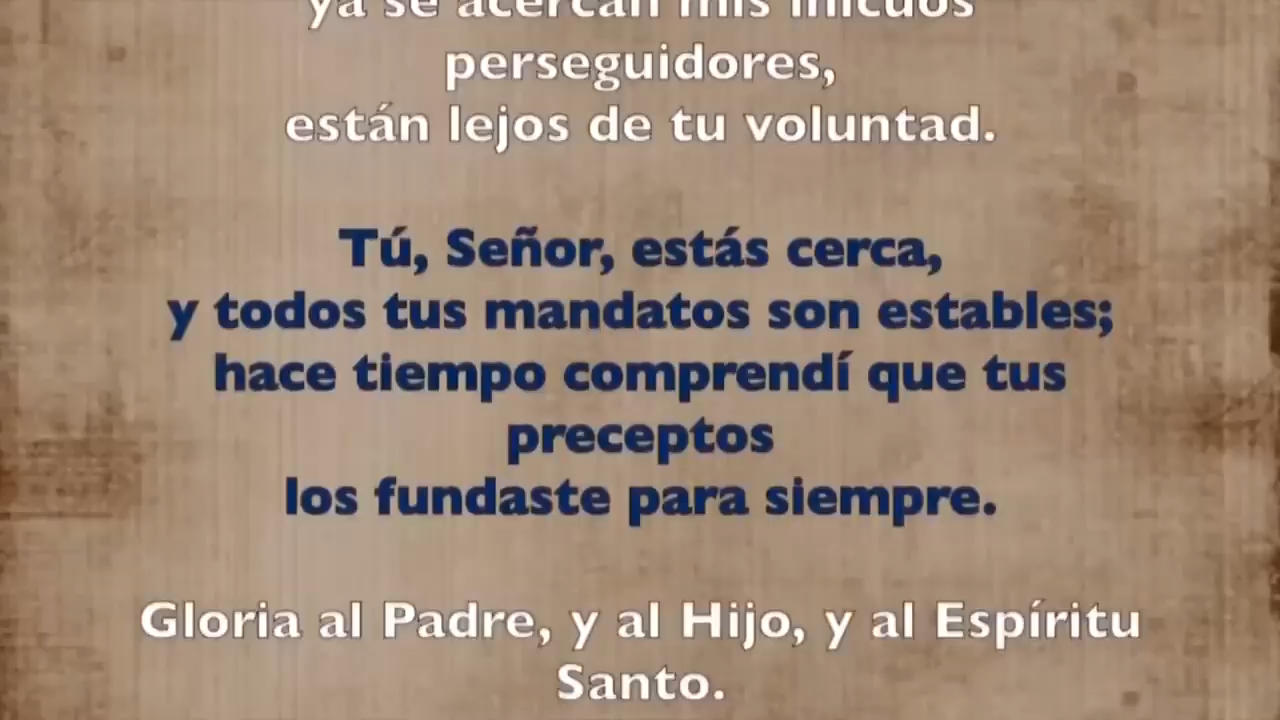 ya se acercan mis inicuos
perseguidores,
están lejos de tu voluntad.
Tú, Señor, estás cerca,
y todos tus mandatos son estables;
hace tiempo comprendí que tus
preceptos
los fundaste para siempre.
Gloria al Padre, y al Hijo, y al Espíritu
Santo.